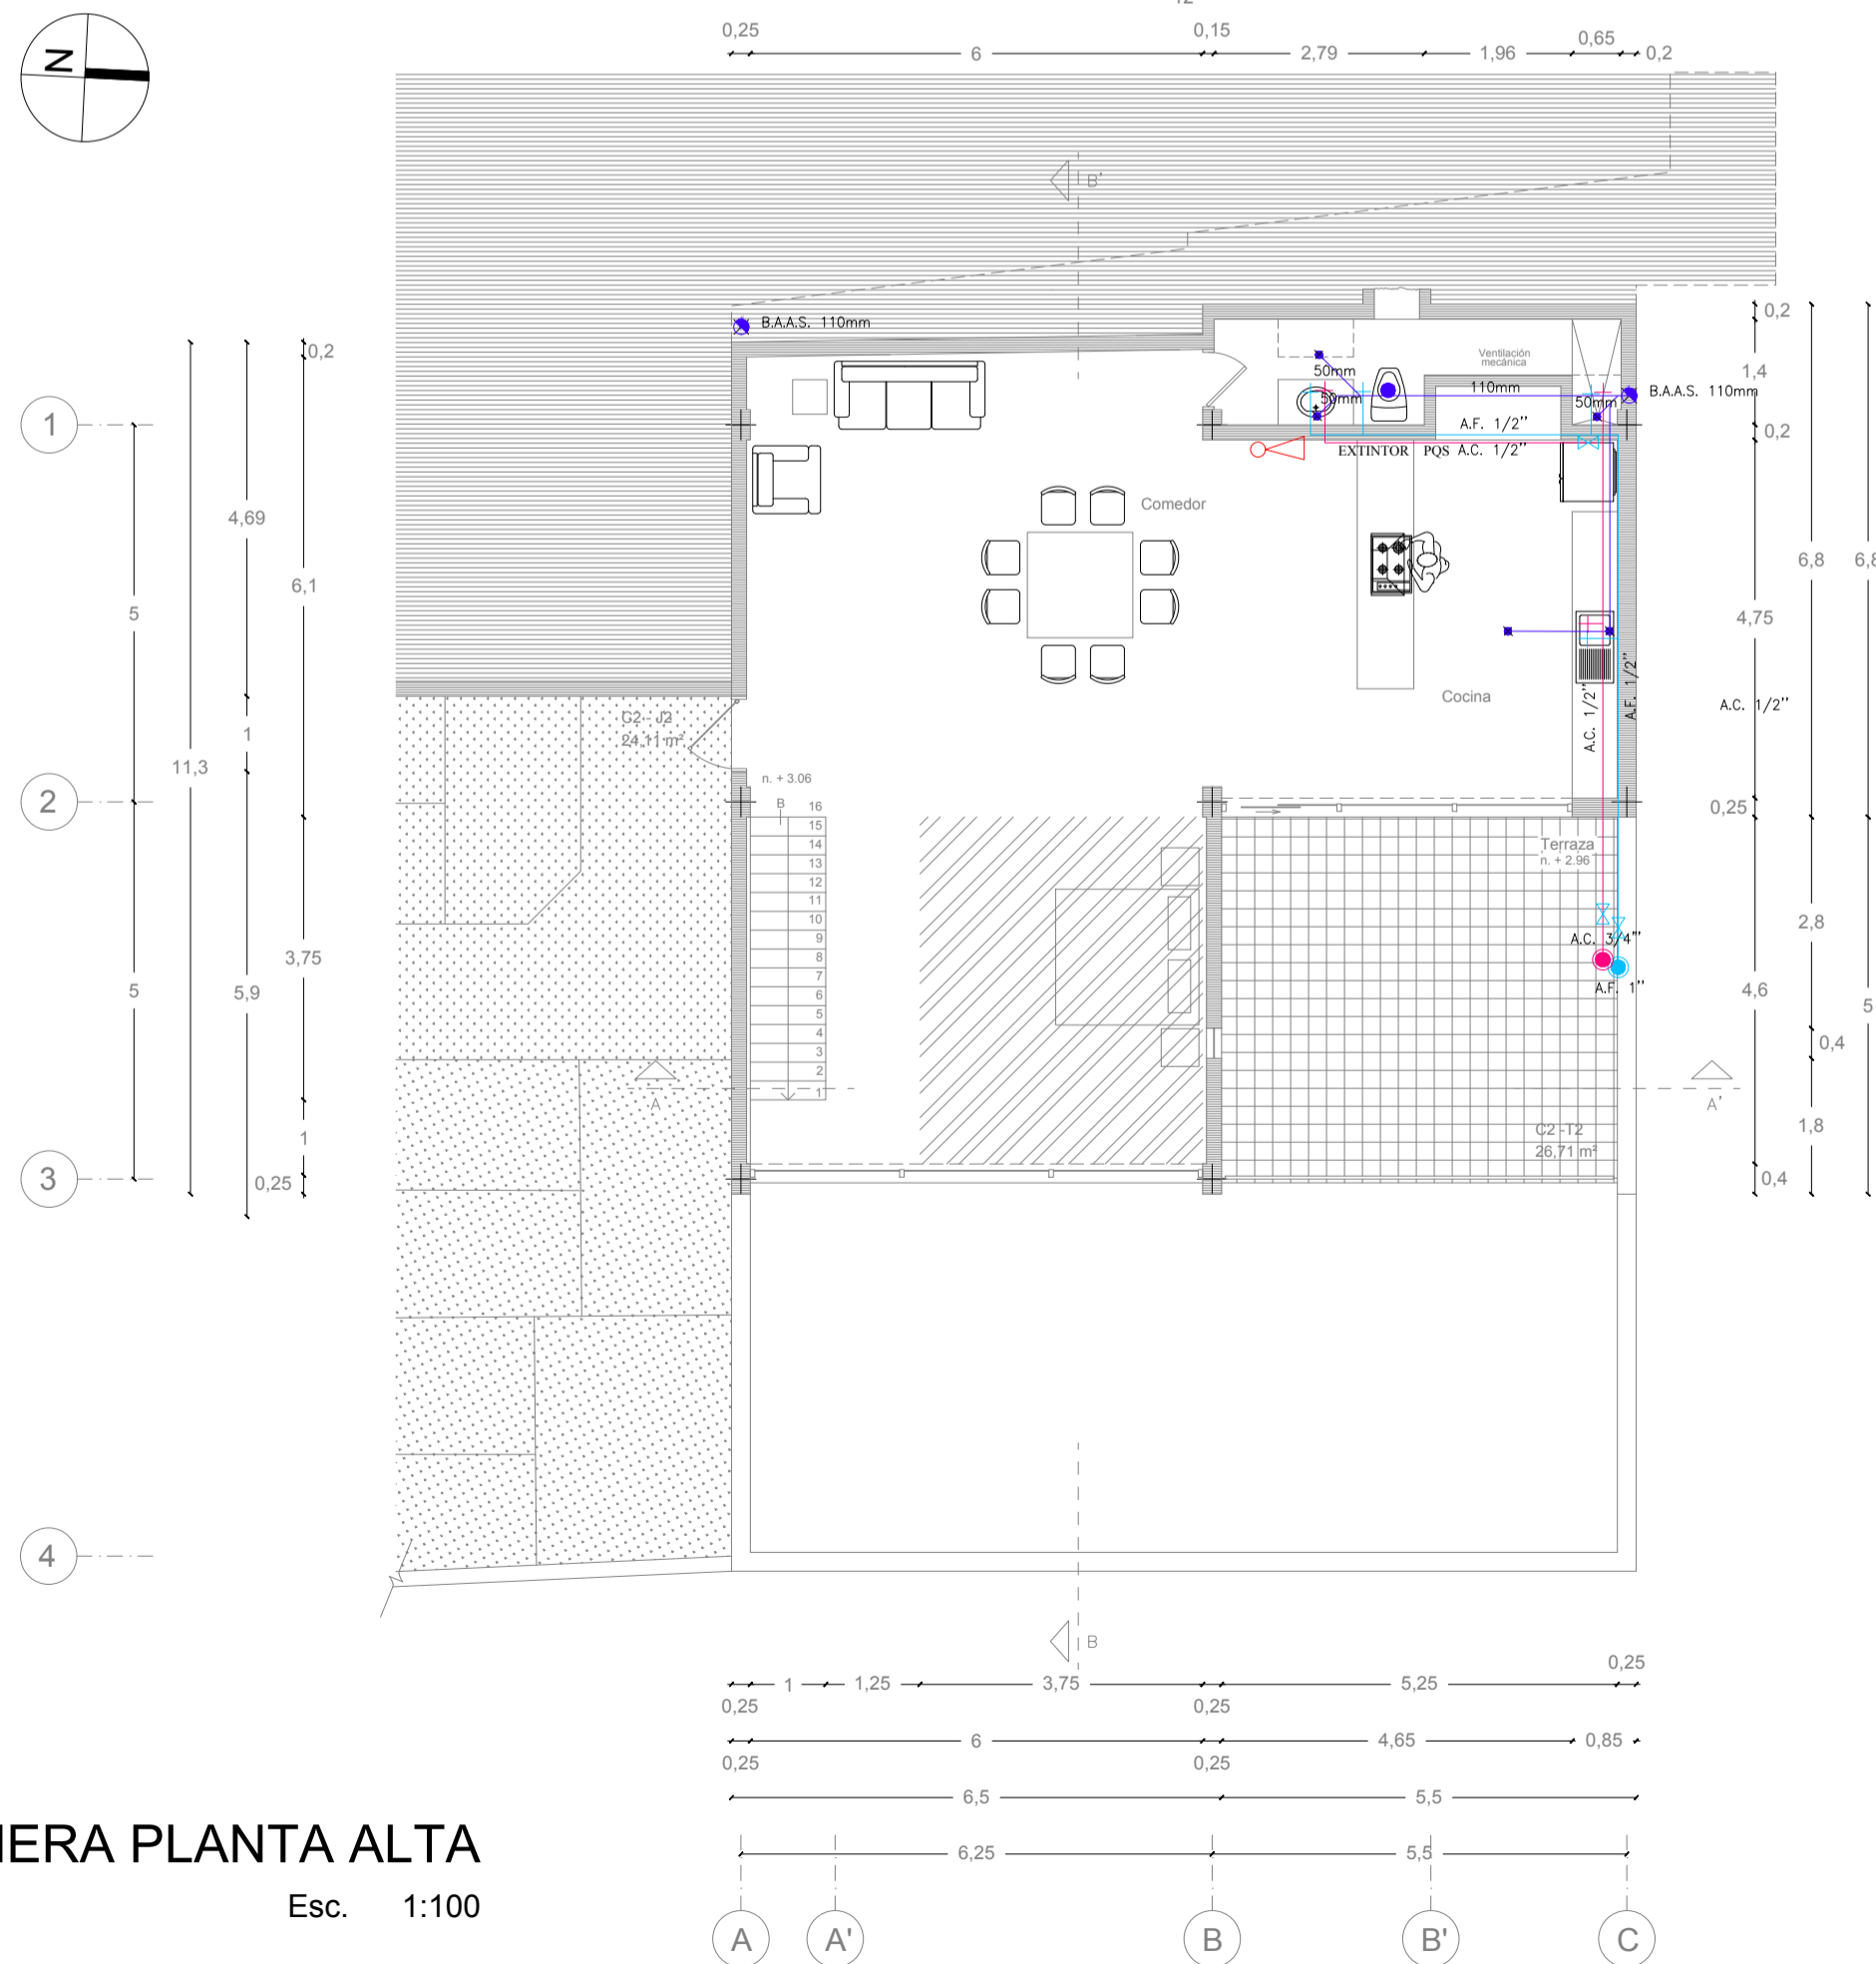 0,25
0,15
0,65
6
2,79
1,96
0,2
N
B'
B.A.A.S. 110mm
0,2
0,2
Ventilación
mecánica
1,4
50mm
110mm
50mm
50mm
B.A.A.S. 110mm
1
A.F. 1/2''
0,2
EXTINTOR PQS A.C. 1/2''
Comedor
4,69
6,1
6,8
6,8
5
4,75
Cocina
A.C. 1/2''
A.F. 1/2''
A.C. 1/2''
C2 - J2
24,11 m²
1
11,3
n. + 3.06
B
2
0,25
16
15
14
13
12
11
10
9
8
7
6
5
4
3
2
1
Terraza
n. + 2.96
2,8
A.C. 3/4''
3,75
5
5,9
A.F. 1''
4,6
5
0,4
A
A'
1
C2 -T2
26,71 m²
1,8
3
0,25
0,4
4
B
0,25
1
1,25
3,75
5,25
0,25
0,25
6
4,65
0,85
0,25
0,25
6,5
5,5
6,25
5,5
IERA PLANTA ALTA
Esc. 1:100
A
A'
B
B'
C